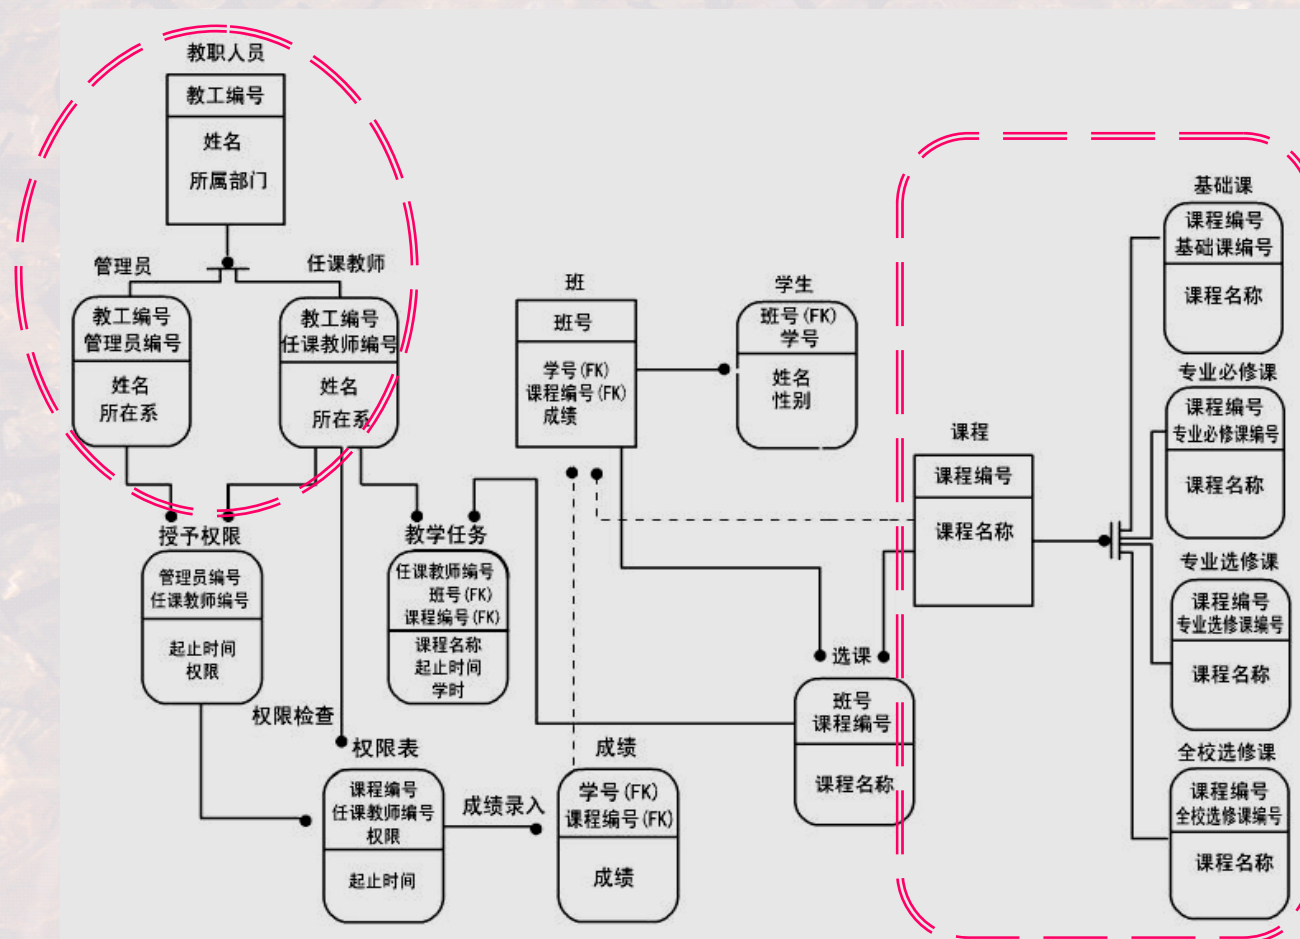 教职人员
教工编号
姓名
所属部门
管理员
教工编号
管理员编号
姓名
所在系
任课教师
教工编号
任课教师编号
姓名
所在系
班
班号
学号(FK)
课程编号(FK)
成绩
学生
班号(FK)
学号
姓名
性别
课程
课程编号
课程名称
基础课
课程编号
基础课编号
课程名称
专业必修课
课程编号
专业必修课编号
课程名称
专业选修课
课程编号
专业选修课编号
课程名称
全校选修课
课程编号
全校选修课编号
课程名称
授予权限
管理员编号
任课教师编号
起止时间
权限
教学任务
任课教师编号
班号(FK)
课程编号(FK)
课程名称
起止时间
学时
选课
班号
课程编号
课程名称
权限检查
权限表
课程编号
任课教师编号
权限
起止时间
成绩录入
成绩
学号(FK)
课程编号(FK)
成绩